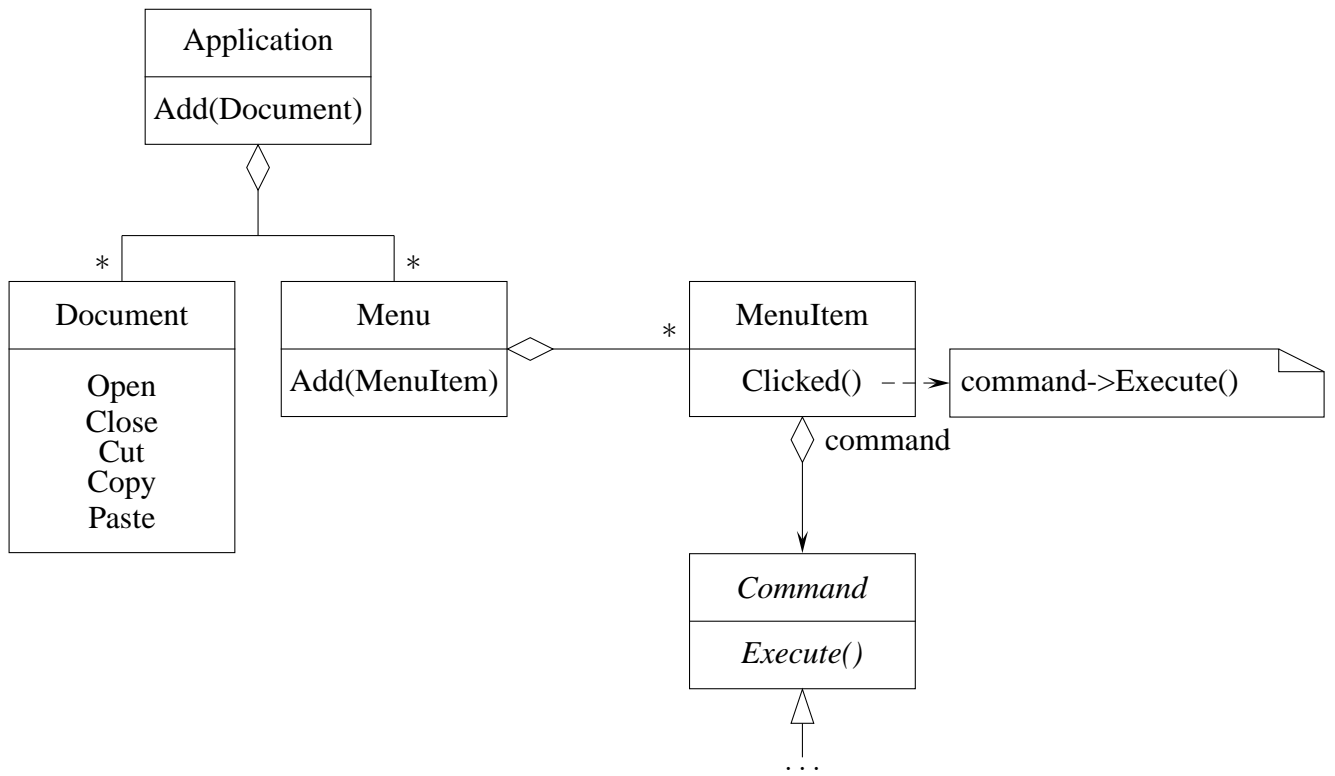 Application
Add(Document)
* *
Document
Open
Close
Cut
Copy
Paste
Menu
Add(MenuItem)
*
MenuItem
Clicked()
command->Execute()
command
Command
Execute()
...